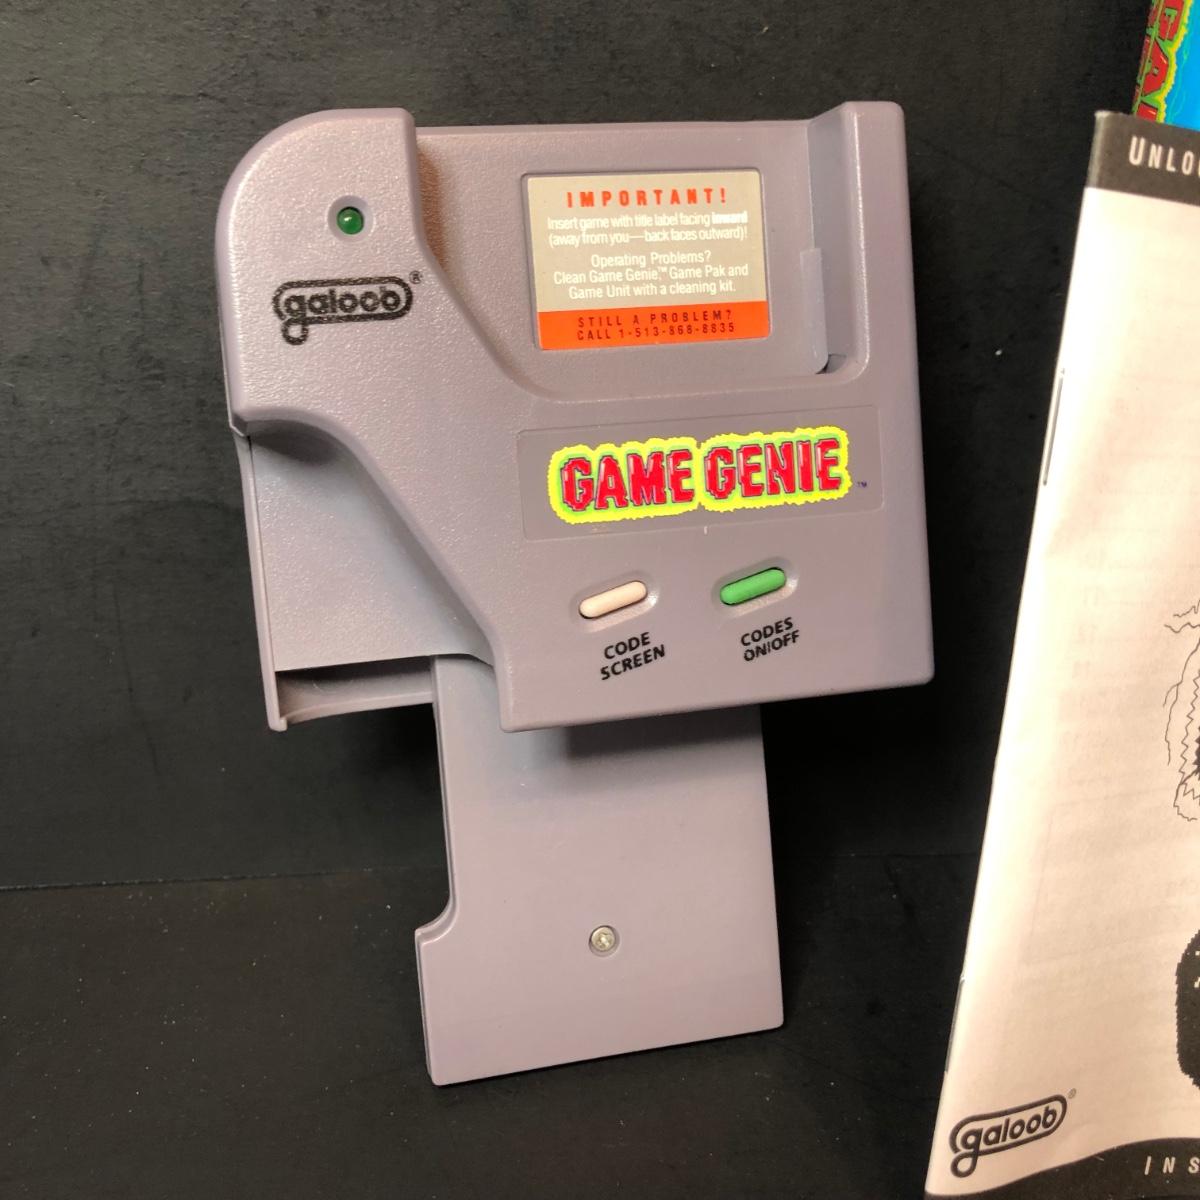 galoob®
IMPORTANT!
Insert game with title label facing inward
(away from you—back faces outward)!
Operating Problems?
Clean Game Genie,™ Game Pak and
Game Unit with a cleaning kit.
STILL A PROBLEM?
CALL 1-513-868-8835
GAME GENIE™
CODE
SCREEN
CODES
ON/OFF
UNLO
galoob®
INS